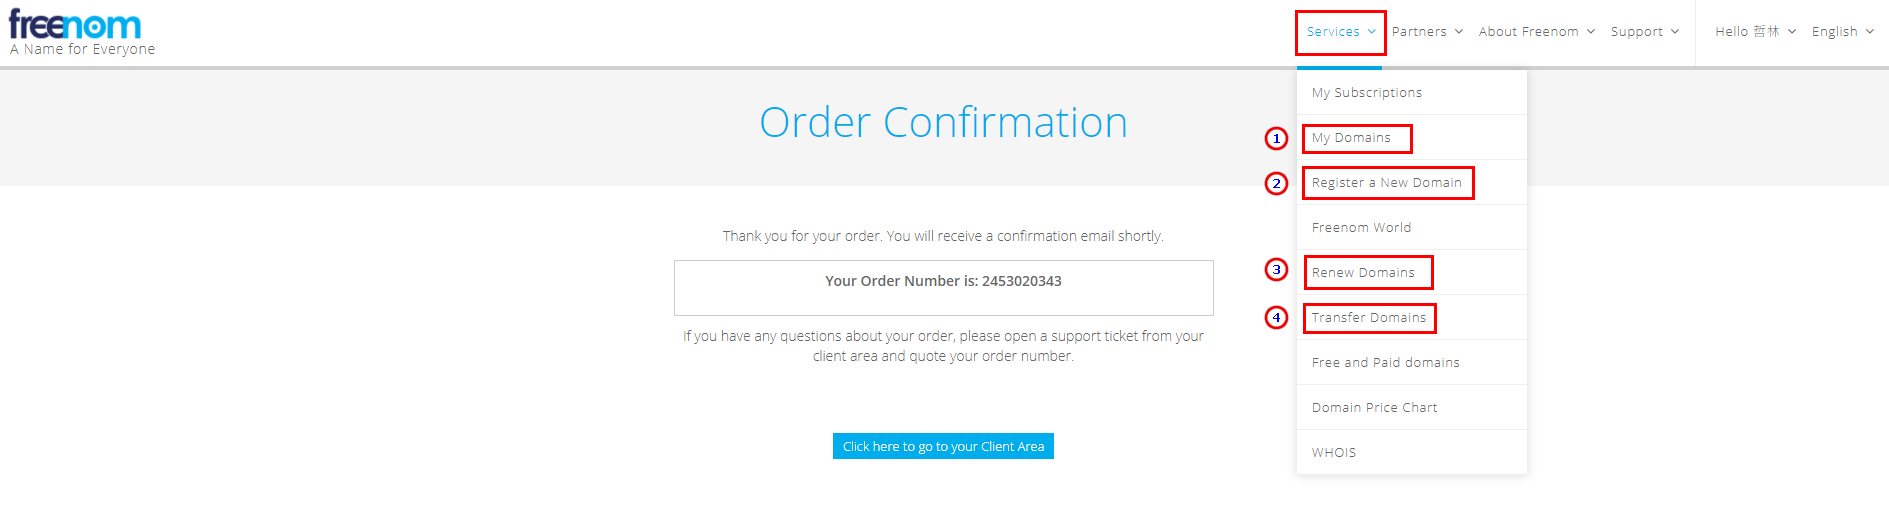 freenom
A Name for Everyone
Services Partners About Freenom Support Hello 哲林 English
Order Confirmation
Thank you for your order. You will receive a confirmation email shortly.
Your Order Number is: 2453020343
If you have any questions about your order, please open a support ticket from your
client area and quote your order number.
Click here to go to your Client Area
My Subscriptions
1 My Domains
2 Register a New Domain
Freenom World
3 Renew Domains
4 Transfer Domains
Free and Paid domains
Domain Price Chart
WHOIS